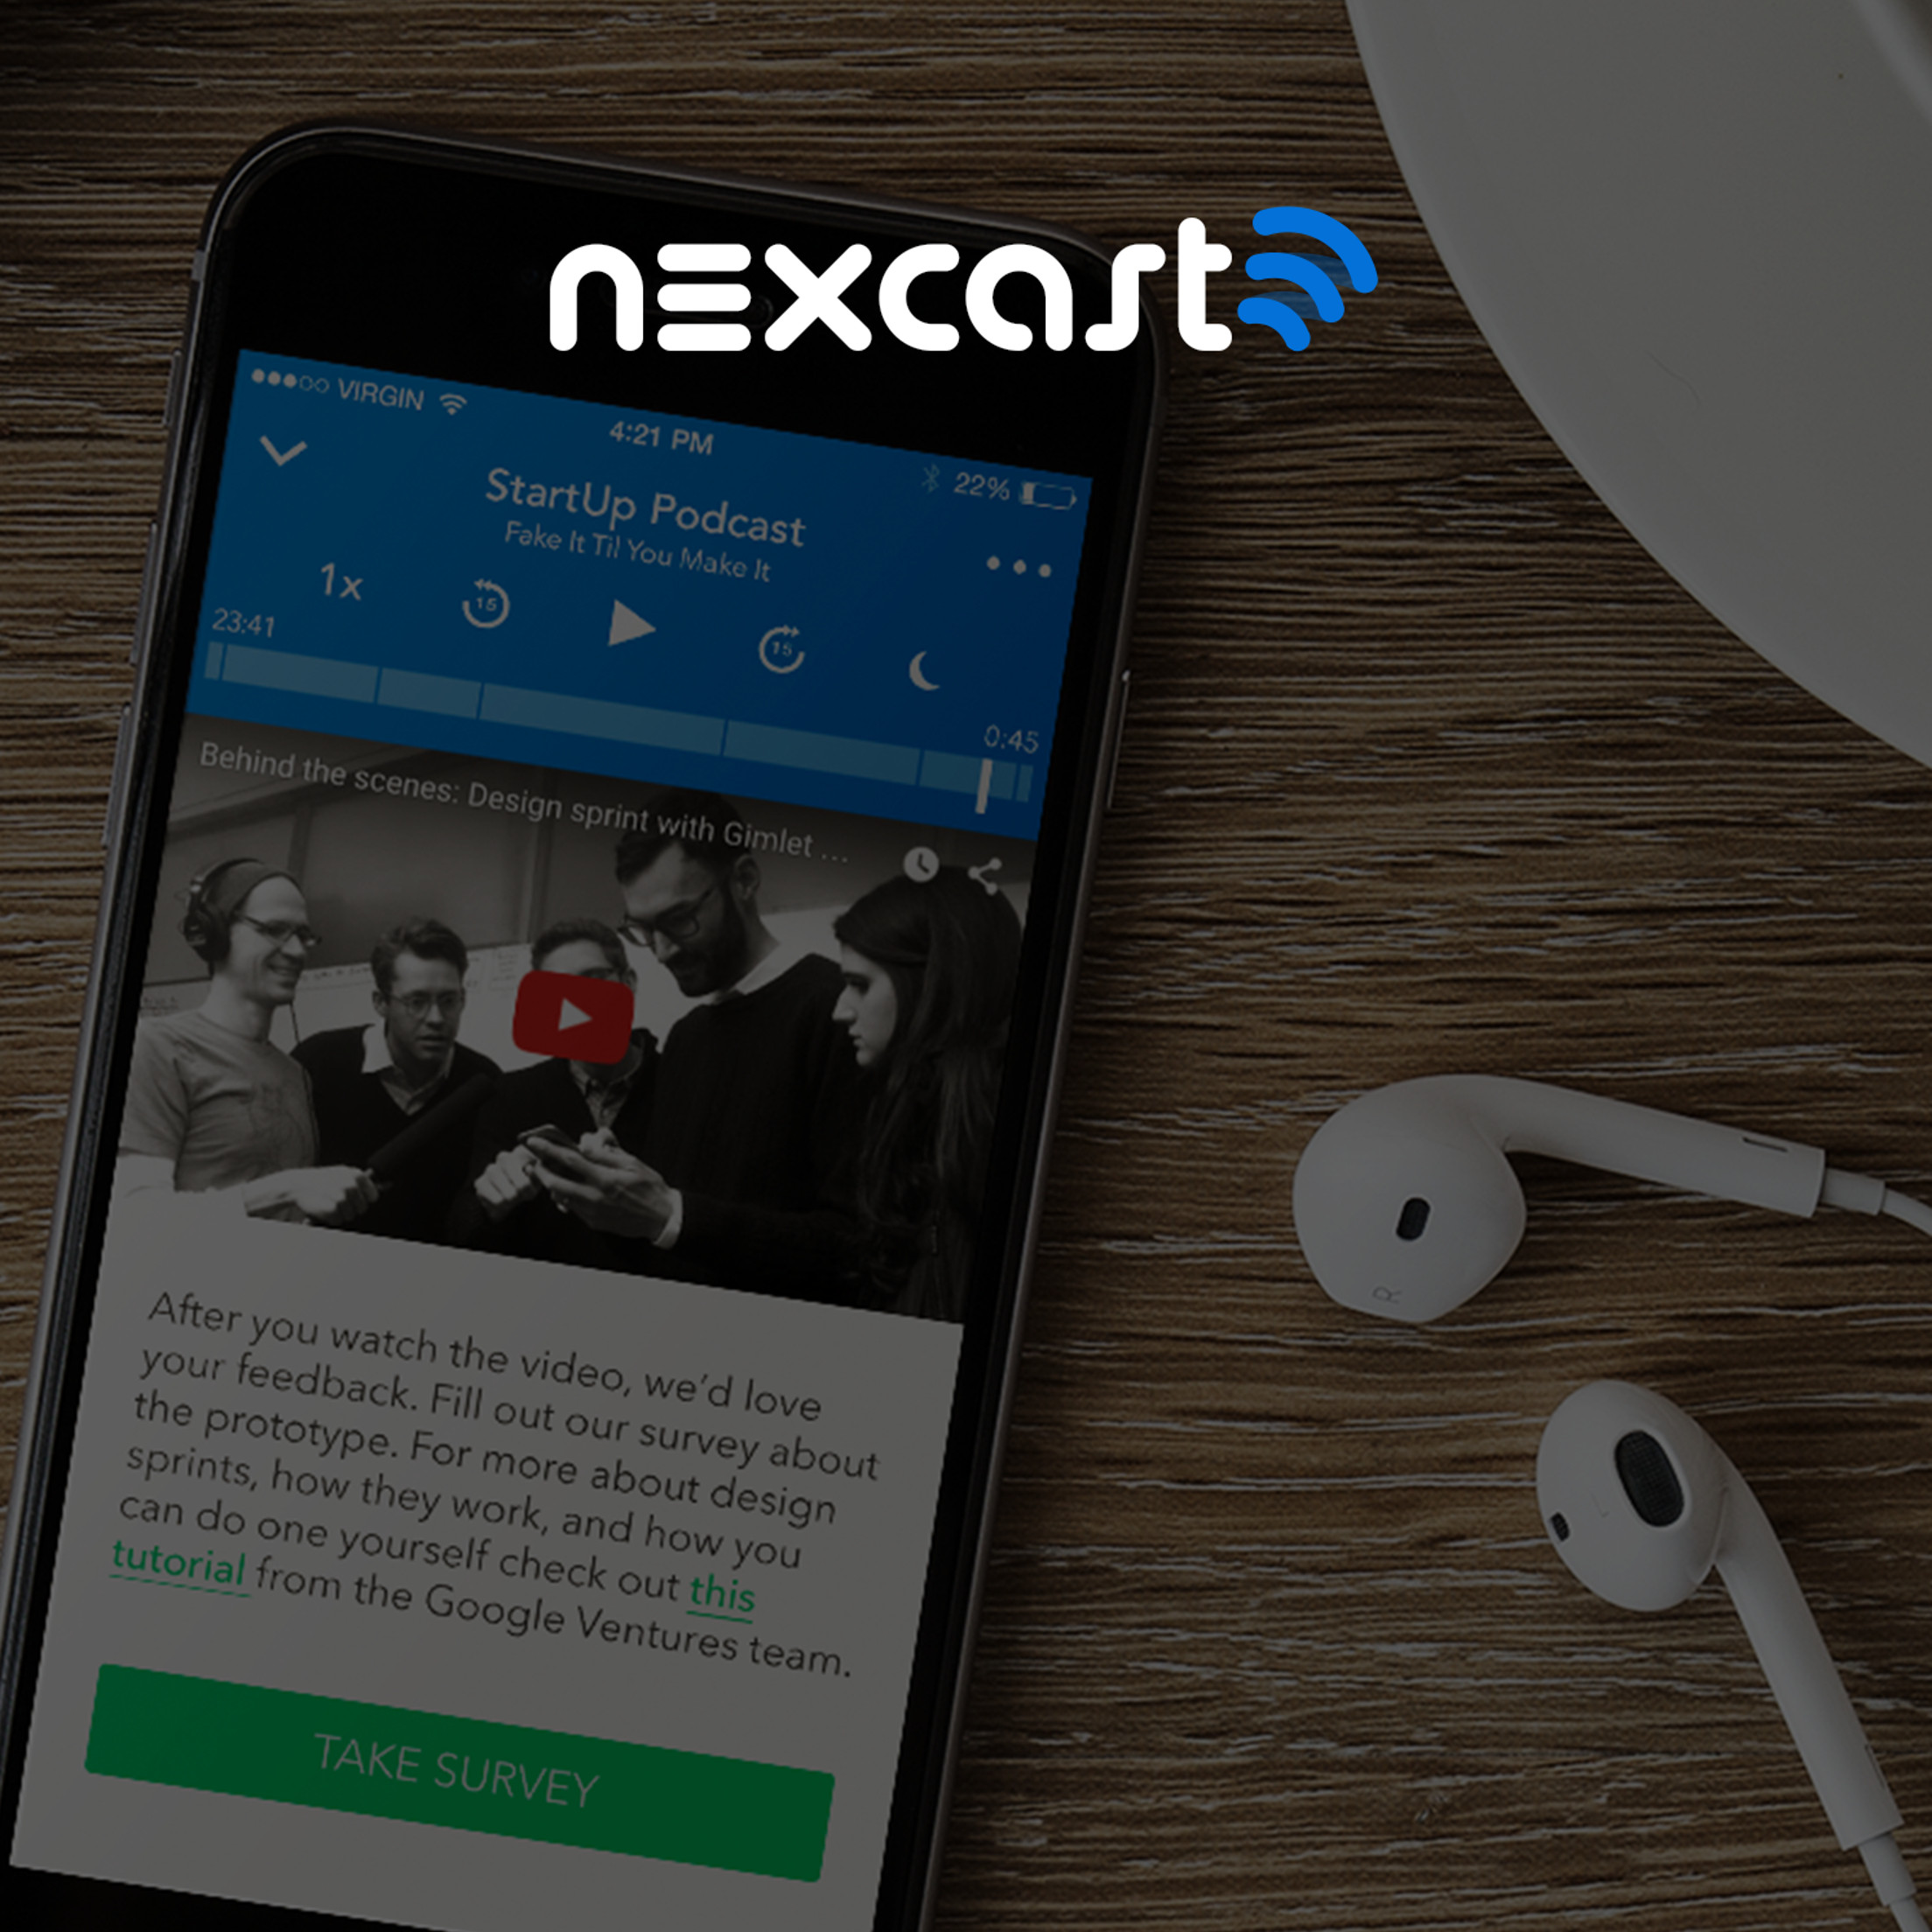 nexcast
VIRGIN
4:21 PM
22%
StartUp Podcast
Fake It Til You Make It
1x
15
15
23:41
0:45
Behind the scenes: Design sprint with Gimlet ...
After you watch the video, we'd love
your feedback. Fill out our survey about
the prototype. For more about design
sprints, how they work, and how you
can do one yourself check out this
tutorial from the Google Ventures team.
TAKE SURVEY
R
L